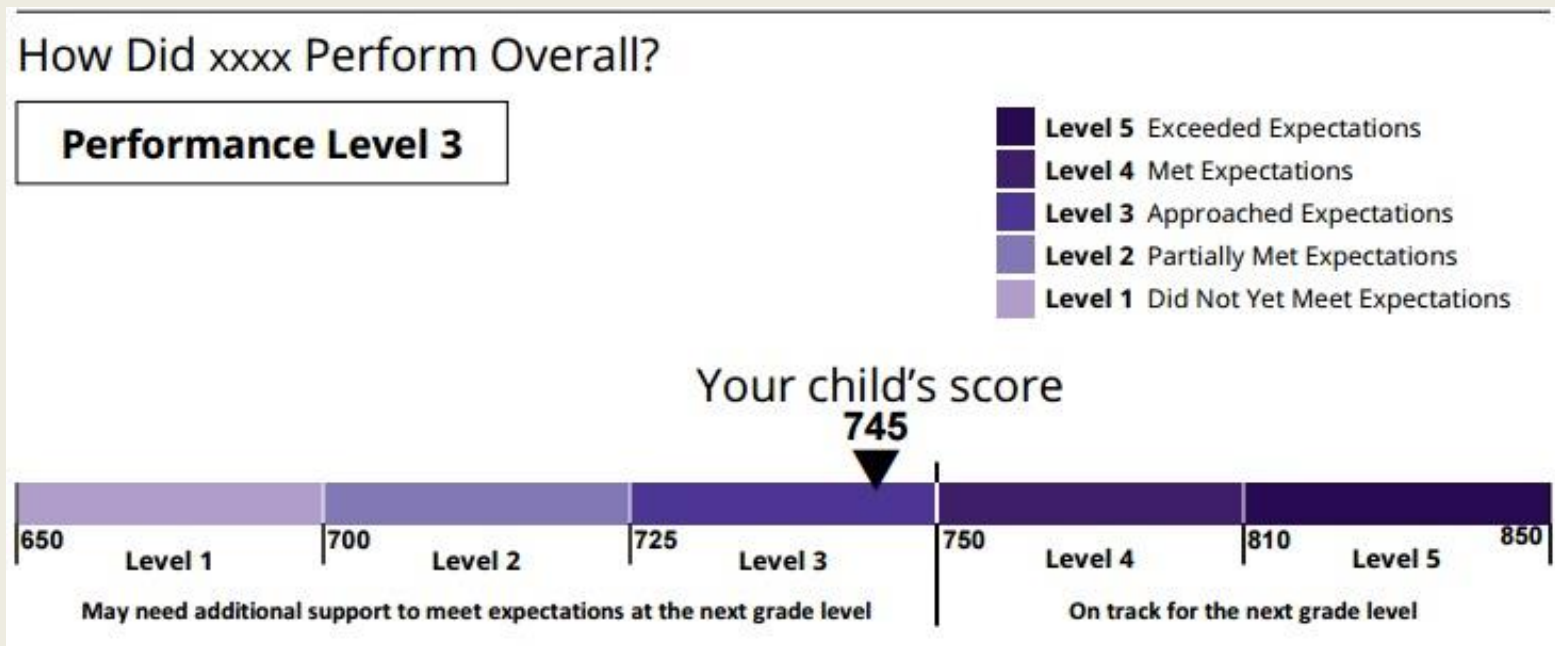 How Did xxxx Perform Overall?
Performance Level 3
Level 5 Exceeded Expectations
Level 4 Met Expectations
Level 3 Approached Expectations
Level 2 Partially Met Expectations
Level 1 Did Not Yet Meet Expectations
Your child's score
745
650 700 725 750 810 850
Level 1 Level 2 Level 3 Level 4 Level 5
May need additional support to meet expectations at the next grade level On track for the next grade level